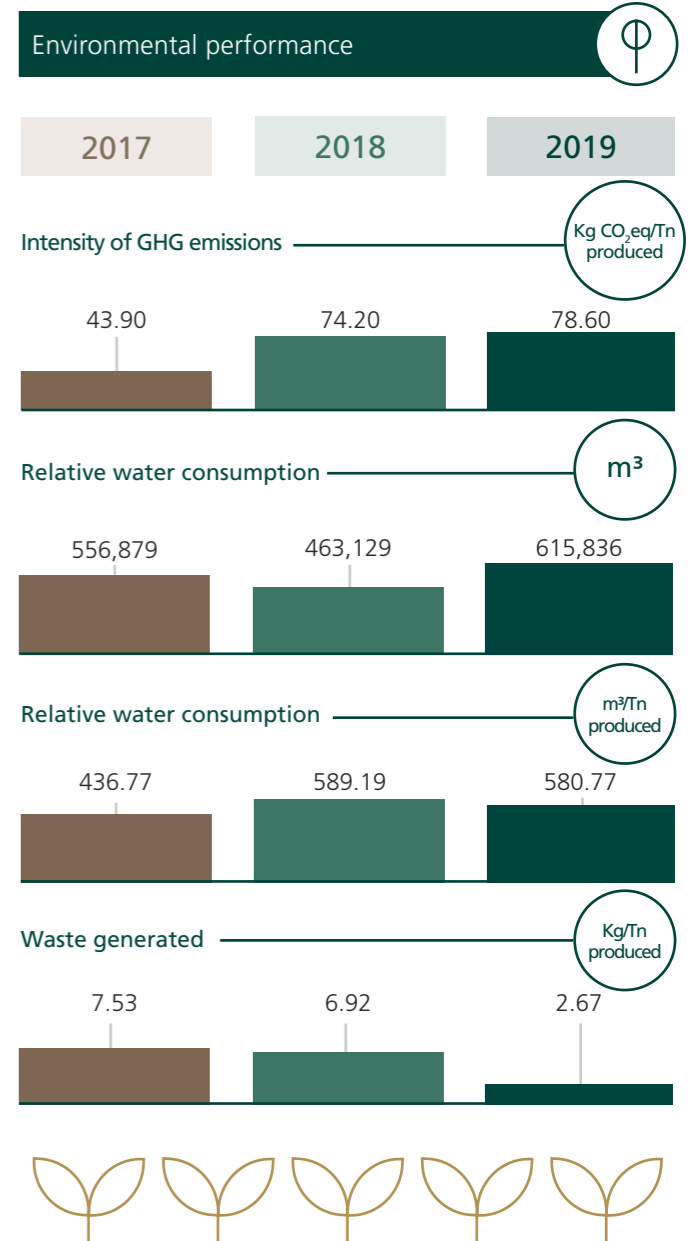 Environmental performance
2017 2018 2019
Intensity of GHG emissions
Kg CO₂eq/Tn
produced
43.90 74.20 78.60
Relative water consumption
m³
556,879 463,129 615,836
Relative water consumption
m³/Tn
produced
436.77 589.19 580.77
Waste generated
Kg/Tn
produced
7.53 6.92 2.67